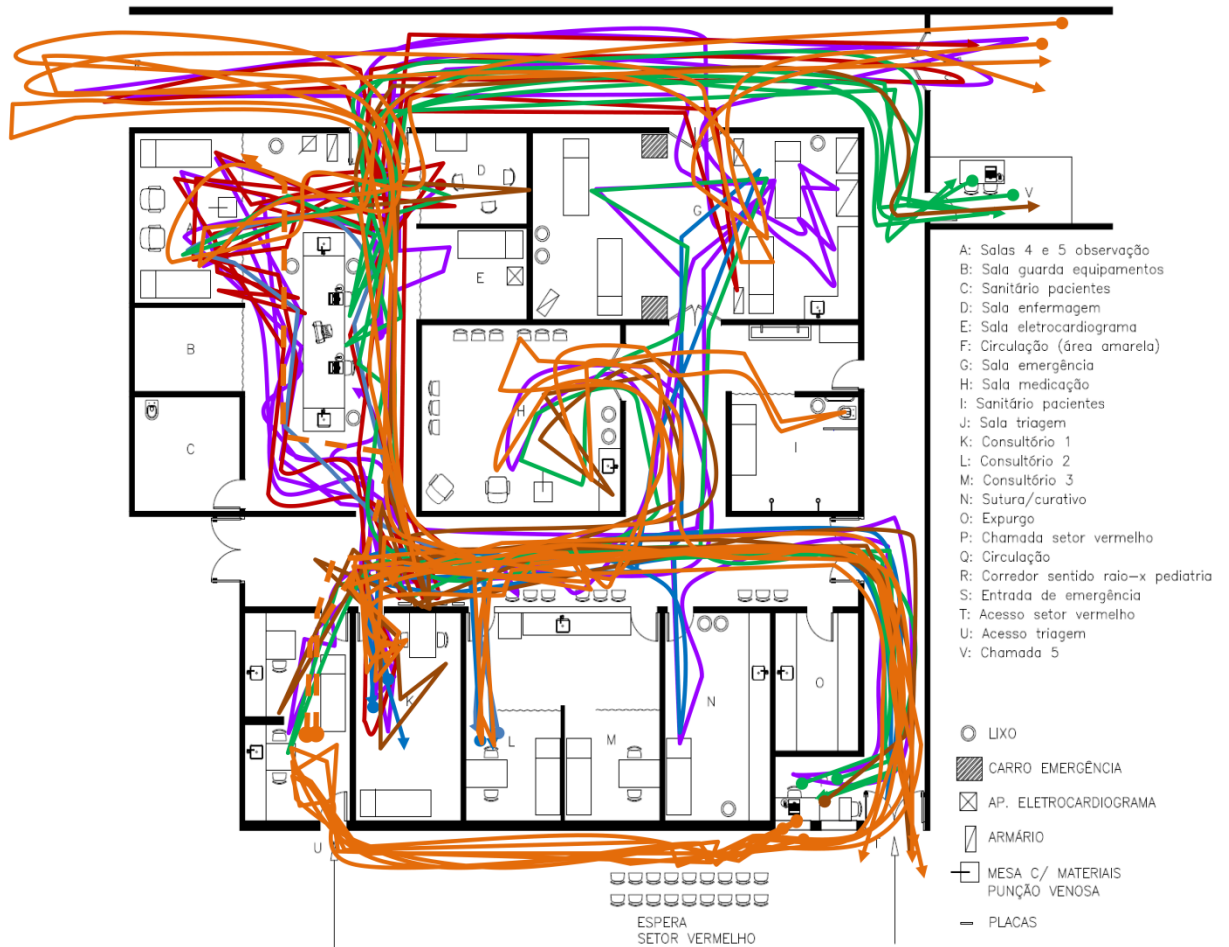 D
G
V
A
E
B
H
C
I
K
L
M
N
O
U
ESPERA
SETOR VERMELHO
A: Salas 4 e 5 observação
B: Sala guarda equipamentos
C: Sanitário pacientes
D: Sala enfermagem
E: Sala eletrocardiograma
F: Circulação (área amarela)
G: Sala emergência
H: Sala medicação
I: Sanitário pacientes
J: Sala triagem
K: Consultório 1
L: Consultório 2
M: Consultório 3
N: Sutura/curativo
O: Expurgo
P: Chamada setor vermelho
Q: Circulação
R: Corredor sentido raio-x pediatria
S: Entrada de emergência
T: Acesso setor vermelho
U: Acesso triagem
V: Chamada 5
LIXO
CARRO EMERGÊNCIA
AP. ELETROCARDIOGRAMA
ARMÁRIO
MESA C/ MATERIAIS
PUNÇÃO VENOSA
PLACAS